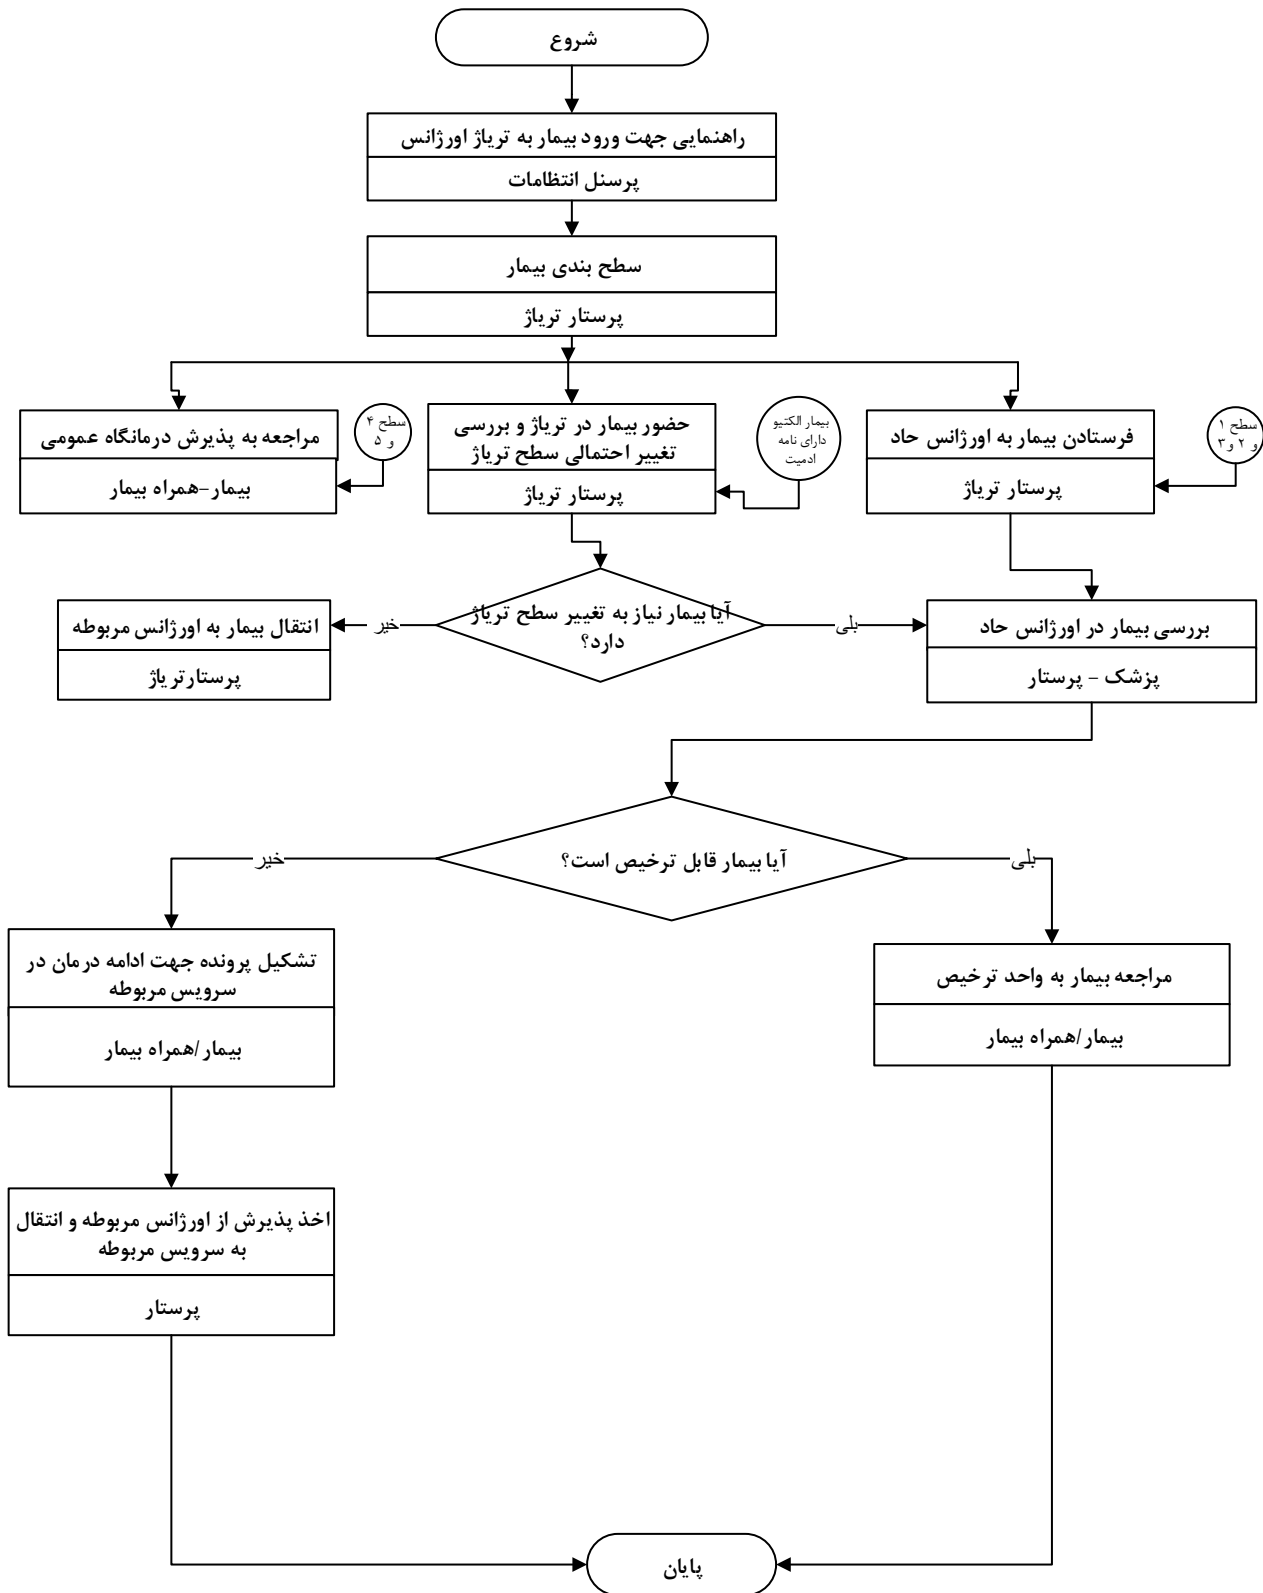 شروع
راهنمایی جهت ورود بیمار به تریاژ اورژانس
پرسنل انتظامات
سطح بندی بیمار
پرستار تریاژ
فرستادن بیمار به اورژانس حاد
پرستار تریاژ
سطح ۱
و ۲ و۳
حضور بیمار در تریاژ و بررسی
تغییر احتمالی سطح تریاژ
پرستار تریاژ
بیمار الکتیو
دارای نامه
ادمیت
مراجعه به پذیرش درمانگاه عمومی
بیمار-همراه بیمار
سطح ۴
و ۵
بررسی بیمار در اورژانس حاد
پزشک - پرستار
بلی
آیا بیمار نیاز به تغییر سطح تریاژ
دارد؟
خیر
انتقال بیمار به اورژانس مربوطه
پرستارتریاژ
آیا بیمار قابل ترخیص است؟
بلی
خیر
مراجعه بیمار به واحد ترخیص
بیمار/همراه بیمار
تشکیل پرونده جهت ادامه درمان در
سرویس مربوطه
بیمار/همراه بیمار
اخذ پذیرش از اورژانس مربوطه و انتقال
به سرویس مربوطه
پرستار
پایان